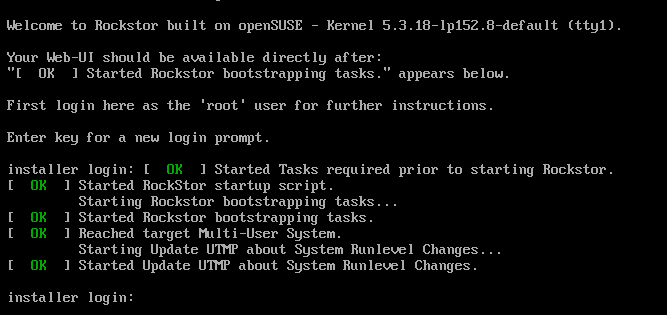 Welcome to Rockstor built on openSUSE - Kernel 5.3.18-lp152.8-default (tty1).
Your Web-UI should be available directly after:
"[  OK  ] Started Rockstor bootstrapping tasks." appears below.
First login here as the 'root' user for further instructions.
Enter key for a new login prompt.
installer login: [  OK  ] Started Tasks required prior to starting Rockstor.
[  OK  ] Started RockStor startup script.
         Starting Rockstor bootstrapping tasks...
[  OK  ] Started Rockstor bootstrapping tasks.
[  OK  ] Reached target Multi-User System.
         Starting Update UTMP about System Runlevel Changes...
[  OK  ] Started Update UTMP about System Runlevel Changes.
installer login: